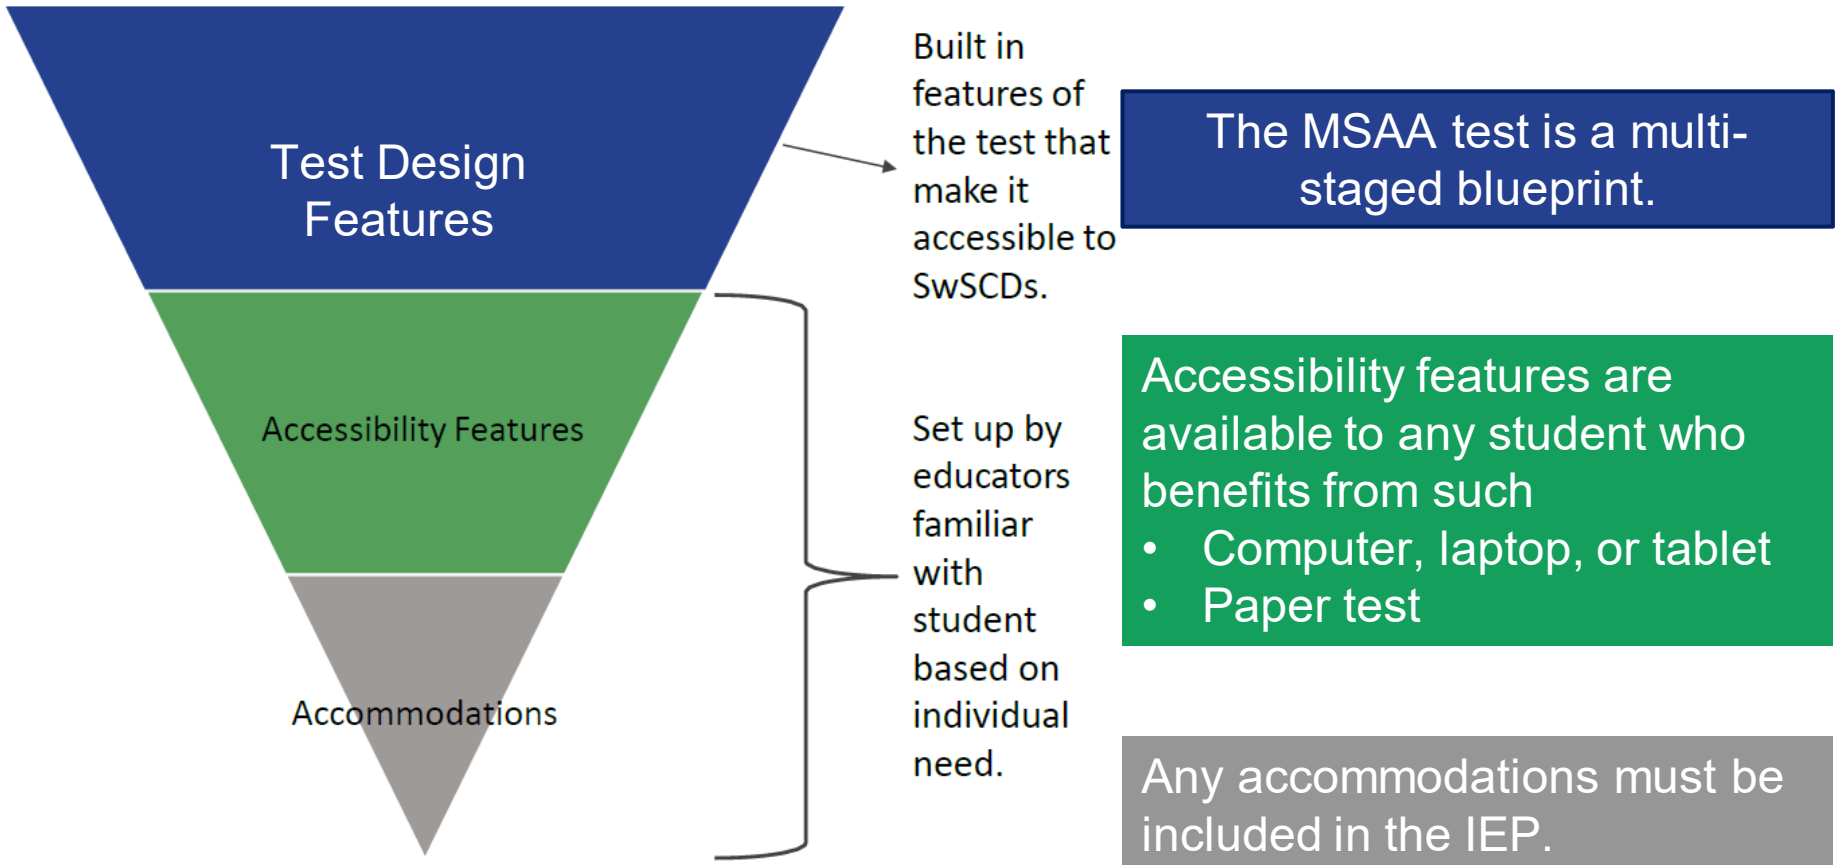 Test Design
Features
Accessibility Features
Accommodations
Built in
features of
the test that
make it
accessible to
SwSCDs.
Set up by
educators
familiar
with
student
based on
individual
need.
The MSAA test is a multi-
staged blueprint.
Accessibility features are
available to any student who
benefits from such
• Computer, laptop, or tablet
• Paper test
Any accommodations must be
included in the IEP.